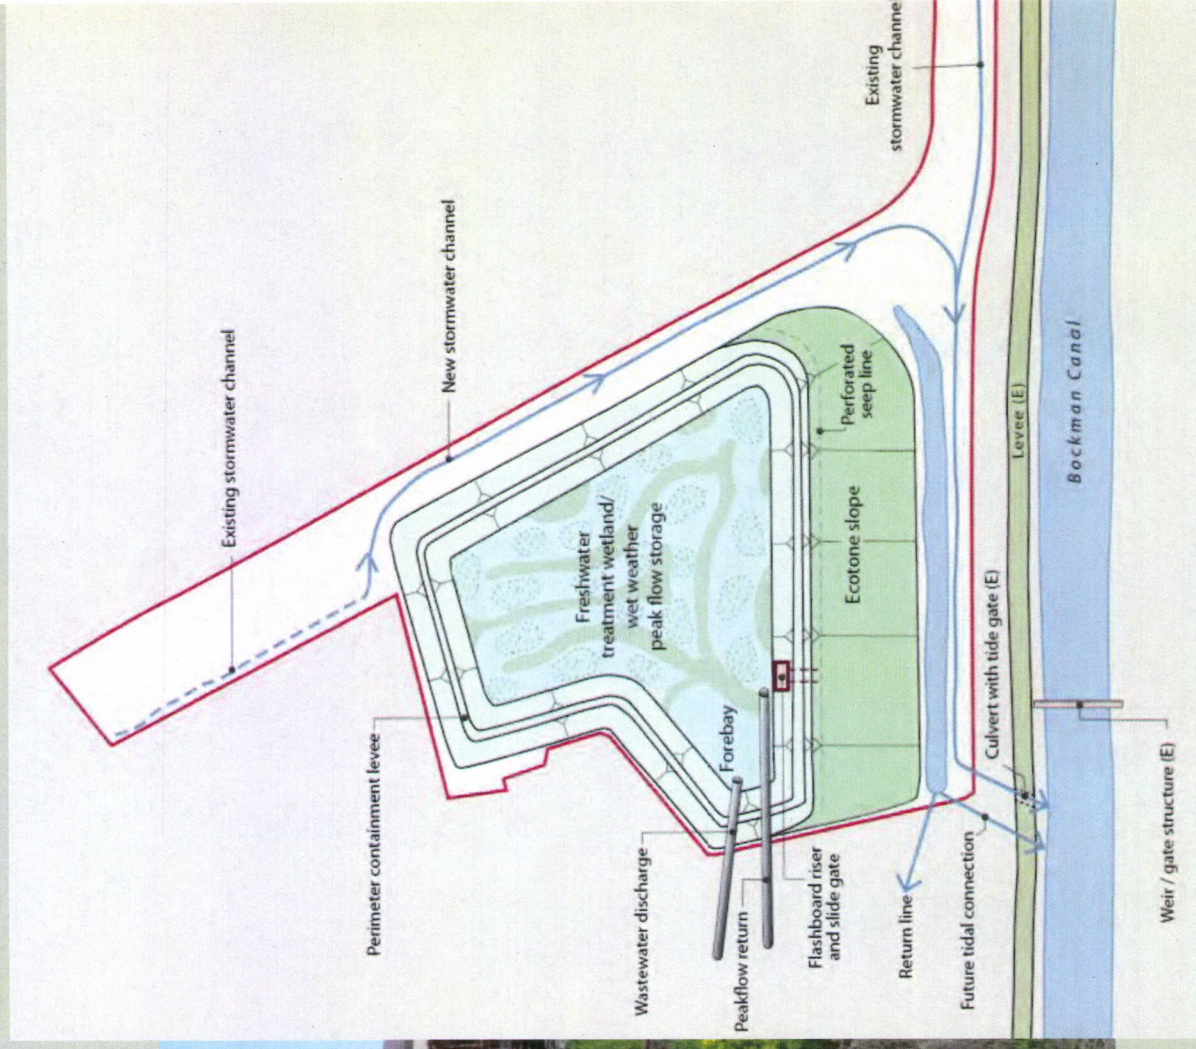 Existing stormwater channel
New stormwater channel
Perimeter containment levee
Freshwater
treatment wetland/
wet weather
peak flow storage
Forebay
Wastewater discharge
Peakflow return
Flashboard riser
and slide gate
Perforated
seep line
Ecotone slope
Existing
stormwater channe
Return line
Future tidal connection
Culvert with tide gate (E)
Levee (E)
Bockman Canal
Weir / gate structure (E)